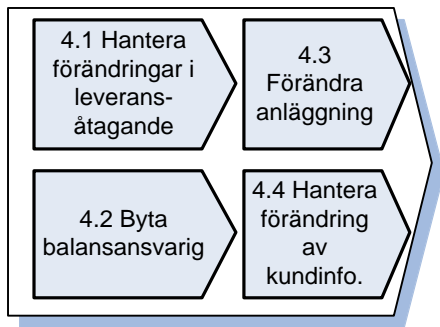 4.1 Hantera
förändringar i
leverans-
åtagande
4.3
Förändra
anläggning
4.2 Byta
balansansvarig
4.4 Hantera
förändring
av
kundinfo.